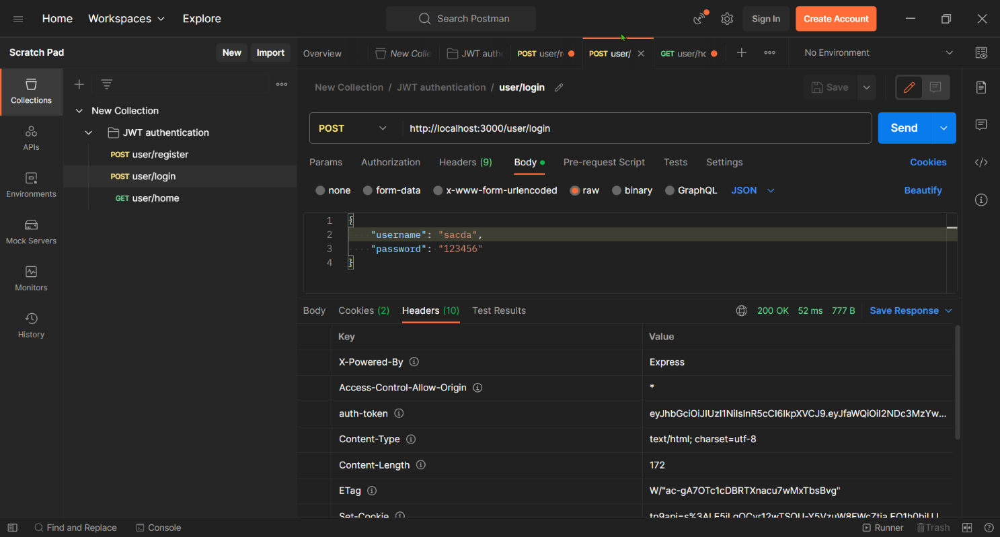 Home Workspaces Explore Search Postman Sign In Create Account
Scratch Pad New Import Overview New Colle JWT auth POST user/r POST user/ GET user/hc No Environment
Collections
APIs
Environments
Mock Servers
Monitors
History
New Collection
JWT authentication
POST user/register
POST user/login
GET user/home
New Collection / JWT authentication / user/login Save
POST http://localhost:3000/user/login Send
Params Authorization Headers (9) Body Pre-request Script Tests Settings Cookies
none form-data x-www-form-urlencoded raw binary GraphQL JSON Beautify
1 {
2 "username": "sacda",
3 "password": "123456"
4 }
Body Cookies (2) Headers (10) Test Results 200 OK 52 ms 777 B Save Response
Key Value
X-Powered-By Express
Access-Control-Allow-Origin *
auth-token
Content-Type text/html; charset=utf-8
Content-Length 172
ETag W/"ac-gA7OTc1cDBRTXnacu7wMxTbsBvg"
Set-Cookie
Find and Replace Console Runner Trash